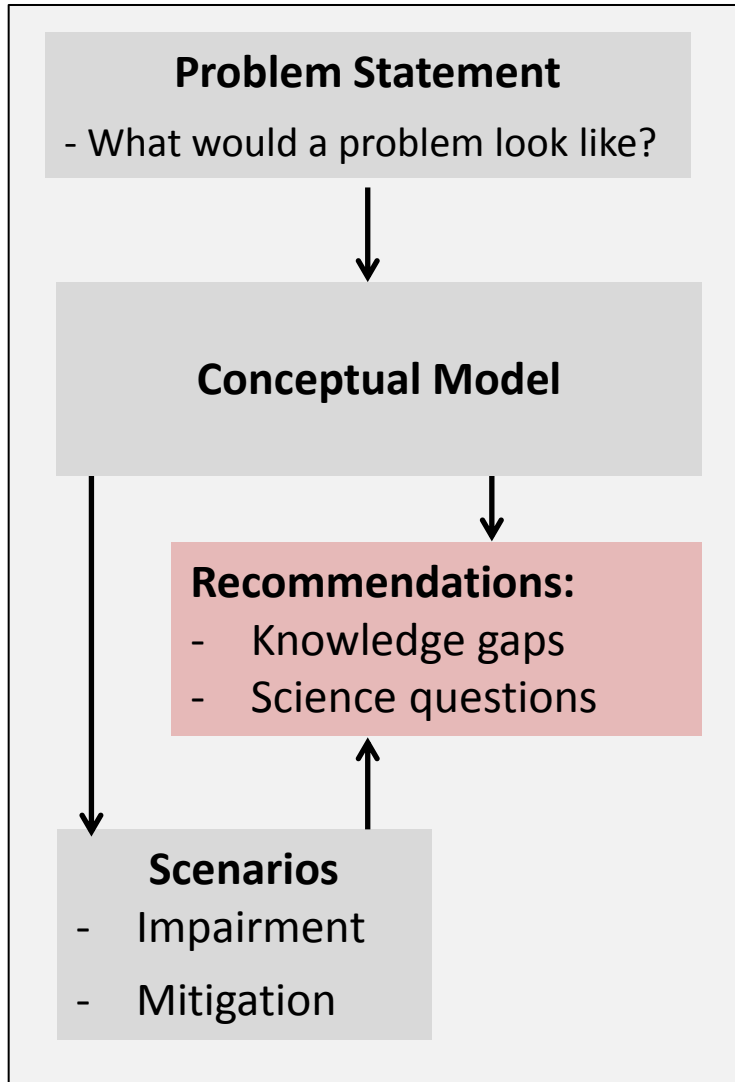 Problem Statement
- What would a problem look like?
Conceptual Model
Recommendations:
- Knowledge gaps
- Science questions
Scenarios
- Impairment
- Mitigation